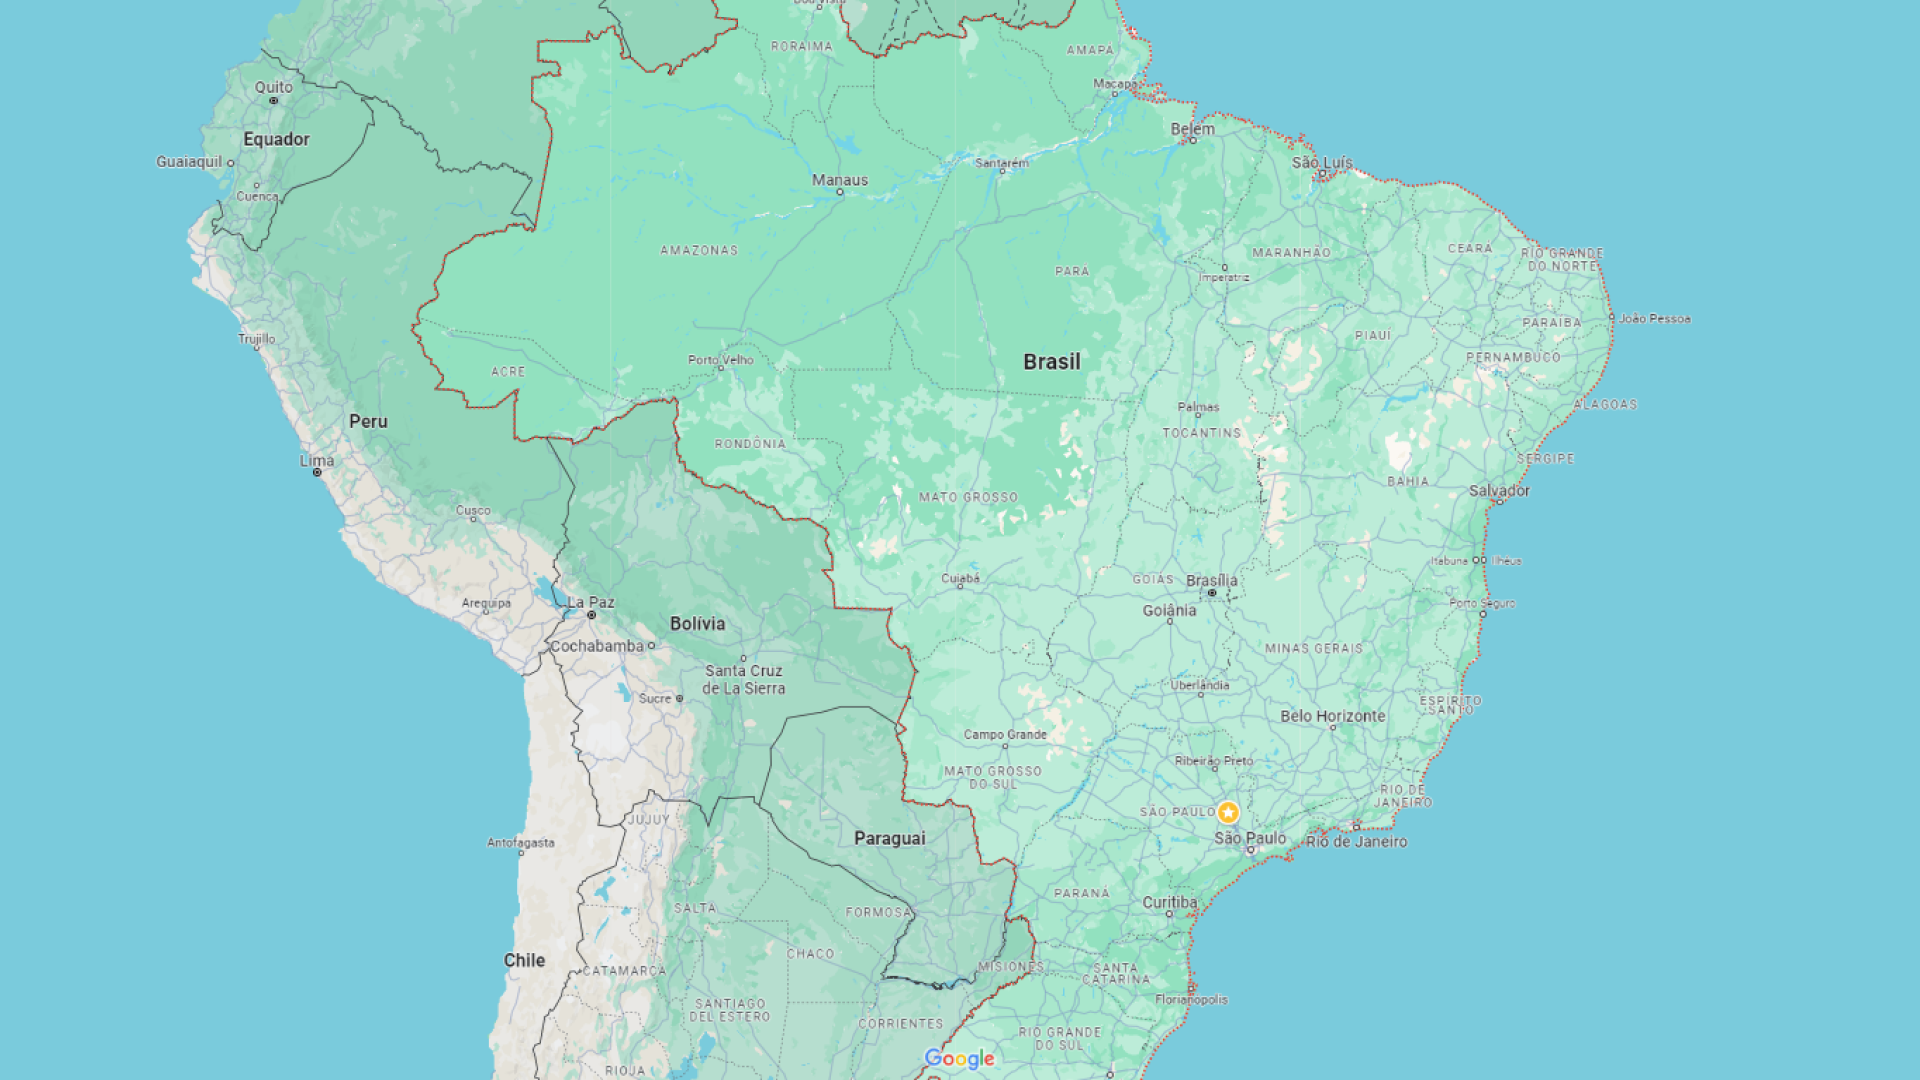 Boa Vista
RORAIMA
AMAPÁ
Macapá
Quito
Equador
Guaiaquil
Cuenca
Belém
São Luís
Santarém
Manaus
AMAZONAS
PARÁ
MARANHÃO
Imperatriz
CEARÁ
RIO GRANDE
DO NORTE
João Pessoa
PARAÍBA
PIAUÍ
PERNAMBUCO
Trujillo
Porto Velho
ACRE
Brasil
Palmas
TOCANTINS
ALAGOAS
Peru
Lima
RONDÔNIA
SERGIPE
MATO GROSSO
BAHIA
Salvador
Cusco
Itabuna
Ilhéus
Cuiabá
GOIÁS
Brasília
Goiânia
Porto Seguro
Arequipa
La Paz
Bolívia
Cochabamba
Santa Cruz
de La Sierra
Sucre
MINAS GERAIS
Uberlândia
Belo Horizonte
ESPÍRITO
SANTO
Campo Grande
MATO GROSSO
DO SUL
Ribeirão Preto
RIO DE
JANEIRO
SÃO PAULO
São Paulo
Rio de Janeiro
JUJUY
Antofagasta
Paraguai
PARANÁ
Curitiba
SALTA
FORMOSA
CHACO
Chile
CATAMARCA
MISIONES
SANTA
CATARINA
Florianópolis
SANTIAGO
DEL ESTERO
CORRIENTES
RIO GRANDE
DO SUL
Google
RIOJA